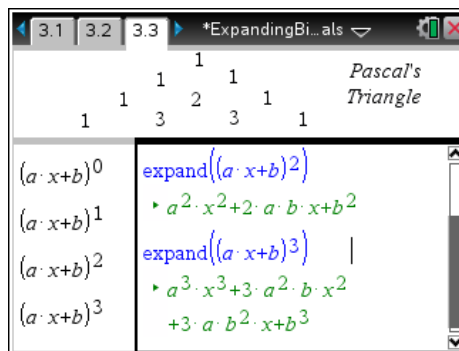 3.1 3.2 3.3 *ExpandingBi...als
1
1 1
1 2 1
1 3 3 1
Pascal's
Triangle
(a·x+b)^0
(a·x+b)^1
(a·x+b)^2
(a·x+b)^3
expand((a·x+b)^2)
▸ a^2·x^2+2·a·b·x+b^2
expand((a·x+b)^3)
▸ a^3·x^3+3·a^2·b·x^2
+3·a·b^2·x+b^3